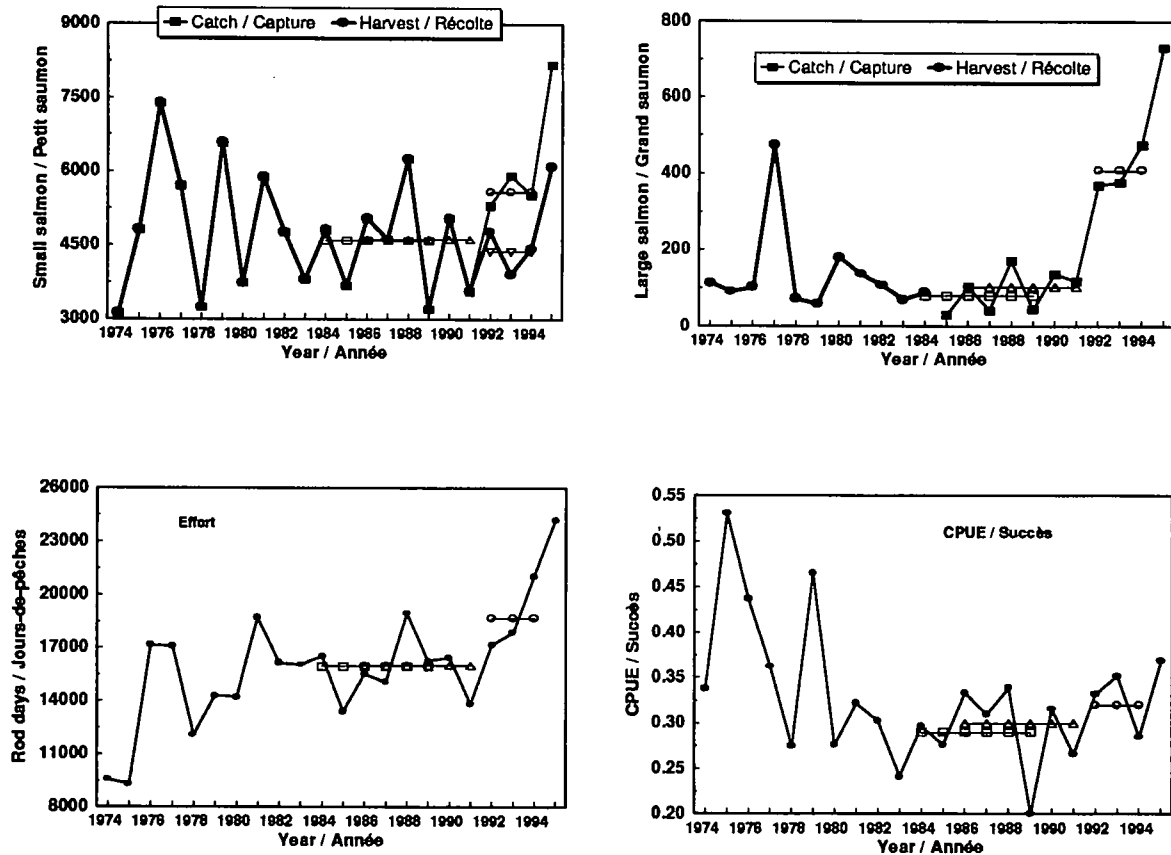 Catch / Capture Harvest / Récolte
Small salmon / Petit saumon
9000
7500
6000
4500
3000
1974 1976 1978 1980 1982 1984 1986 1988 1990 1992 1994
Year / Année
Catch / Capture Harvest / Récolte
Large salmon / Grand saumon
800
600
400
200
0
1974 1976 1978 1980 1982 1984 1986 1988 1990 1992 1994
Year / Année
Effort
Rod days / Jours-de-pêches
26000
23000
20000
17000
14000
11000
8000
1974 1976 1978 1980 1982 1984 1986 1988 1990 1992 1994
Year / Année
CPUE / Succès
CPUE / Succès
0.55
0.50
0.45
0.40
0.35
0.30
0.25
0.20
1974 1976 1978 1980 1982 1984 1986 1988 1990 1992 1994
Year / Année